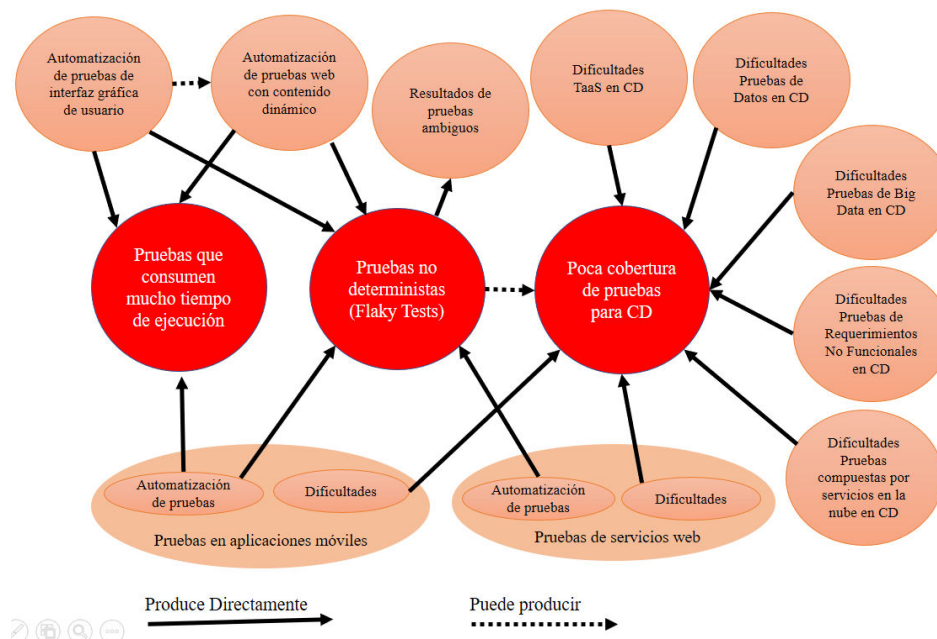 Automatización
de pruebas de
interfaz gráfica
de usuario
Automatización
de pruebas web
con contenido
dinámico
Resultados de
pruebas
ambiguos
Dificultades
TaaS en CD
Dificultades
Pruebas de
Datos en CD
Dificultades
Pruebas de Big
Data en CD
Pruebas que
consumen
mucho tiempo
de ejecución
Pruebas no
deterministas
(Flaky Tests)
Poca cobertura
de pruebas
para CD
Dificultades
Pruebas de
Requerimientos
No Funcionales
en CD
Dificultades
Pruebas
compuestas por
servicios en la
nube en CD
Automatización
de pruebas
Dificultades
Pruebas en aplicaciones móviles
Automatización
de pruebas
Dificultades
Pruebas de servicios web
Produce Directamente
Puede producir